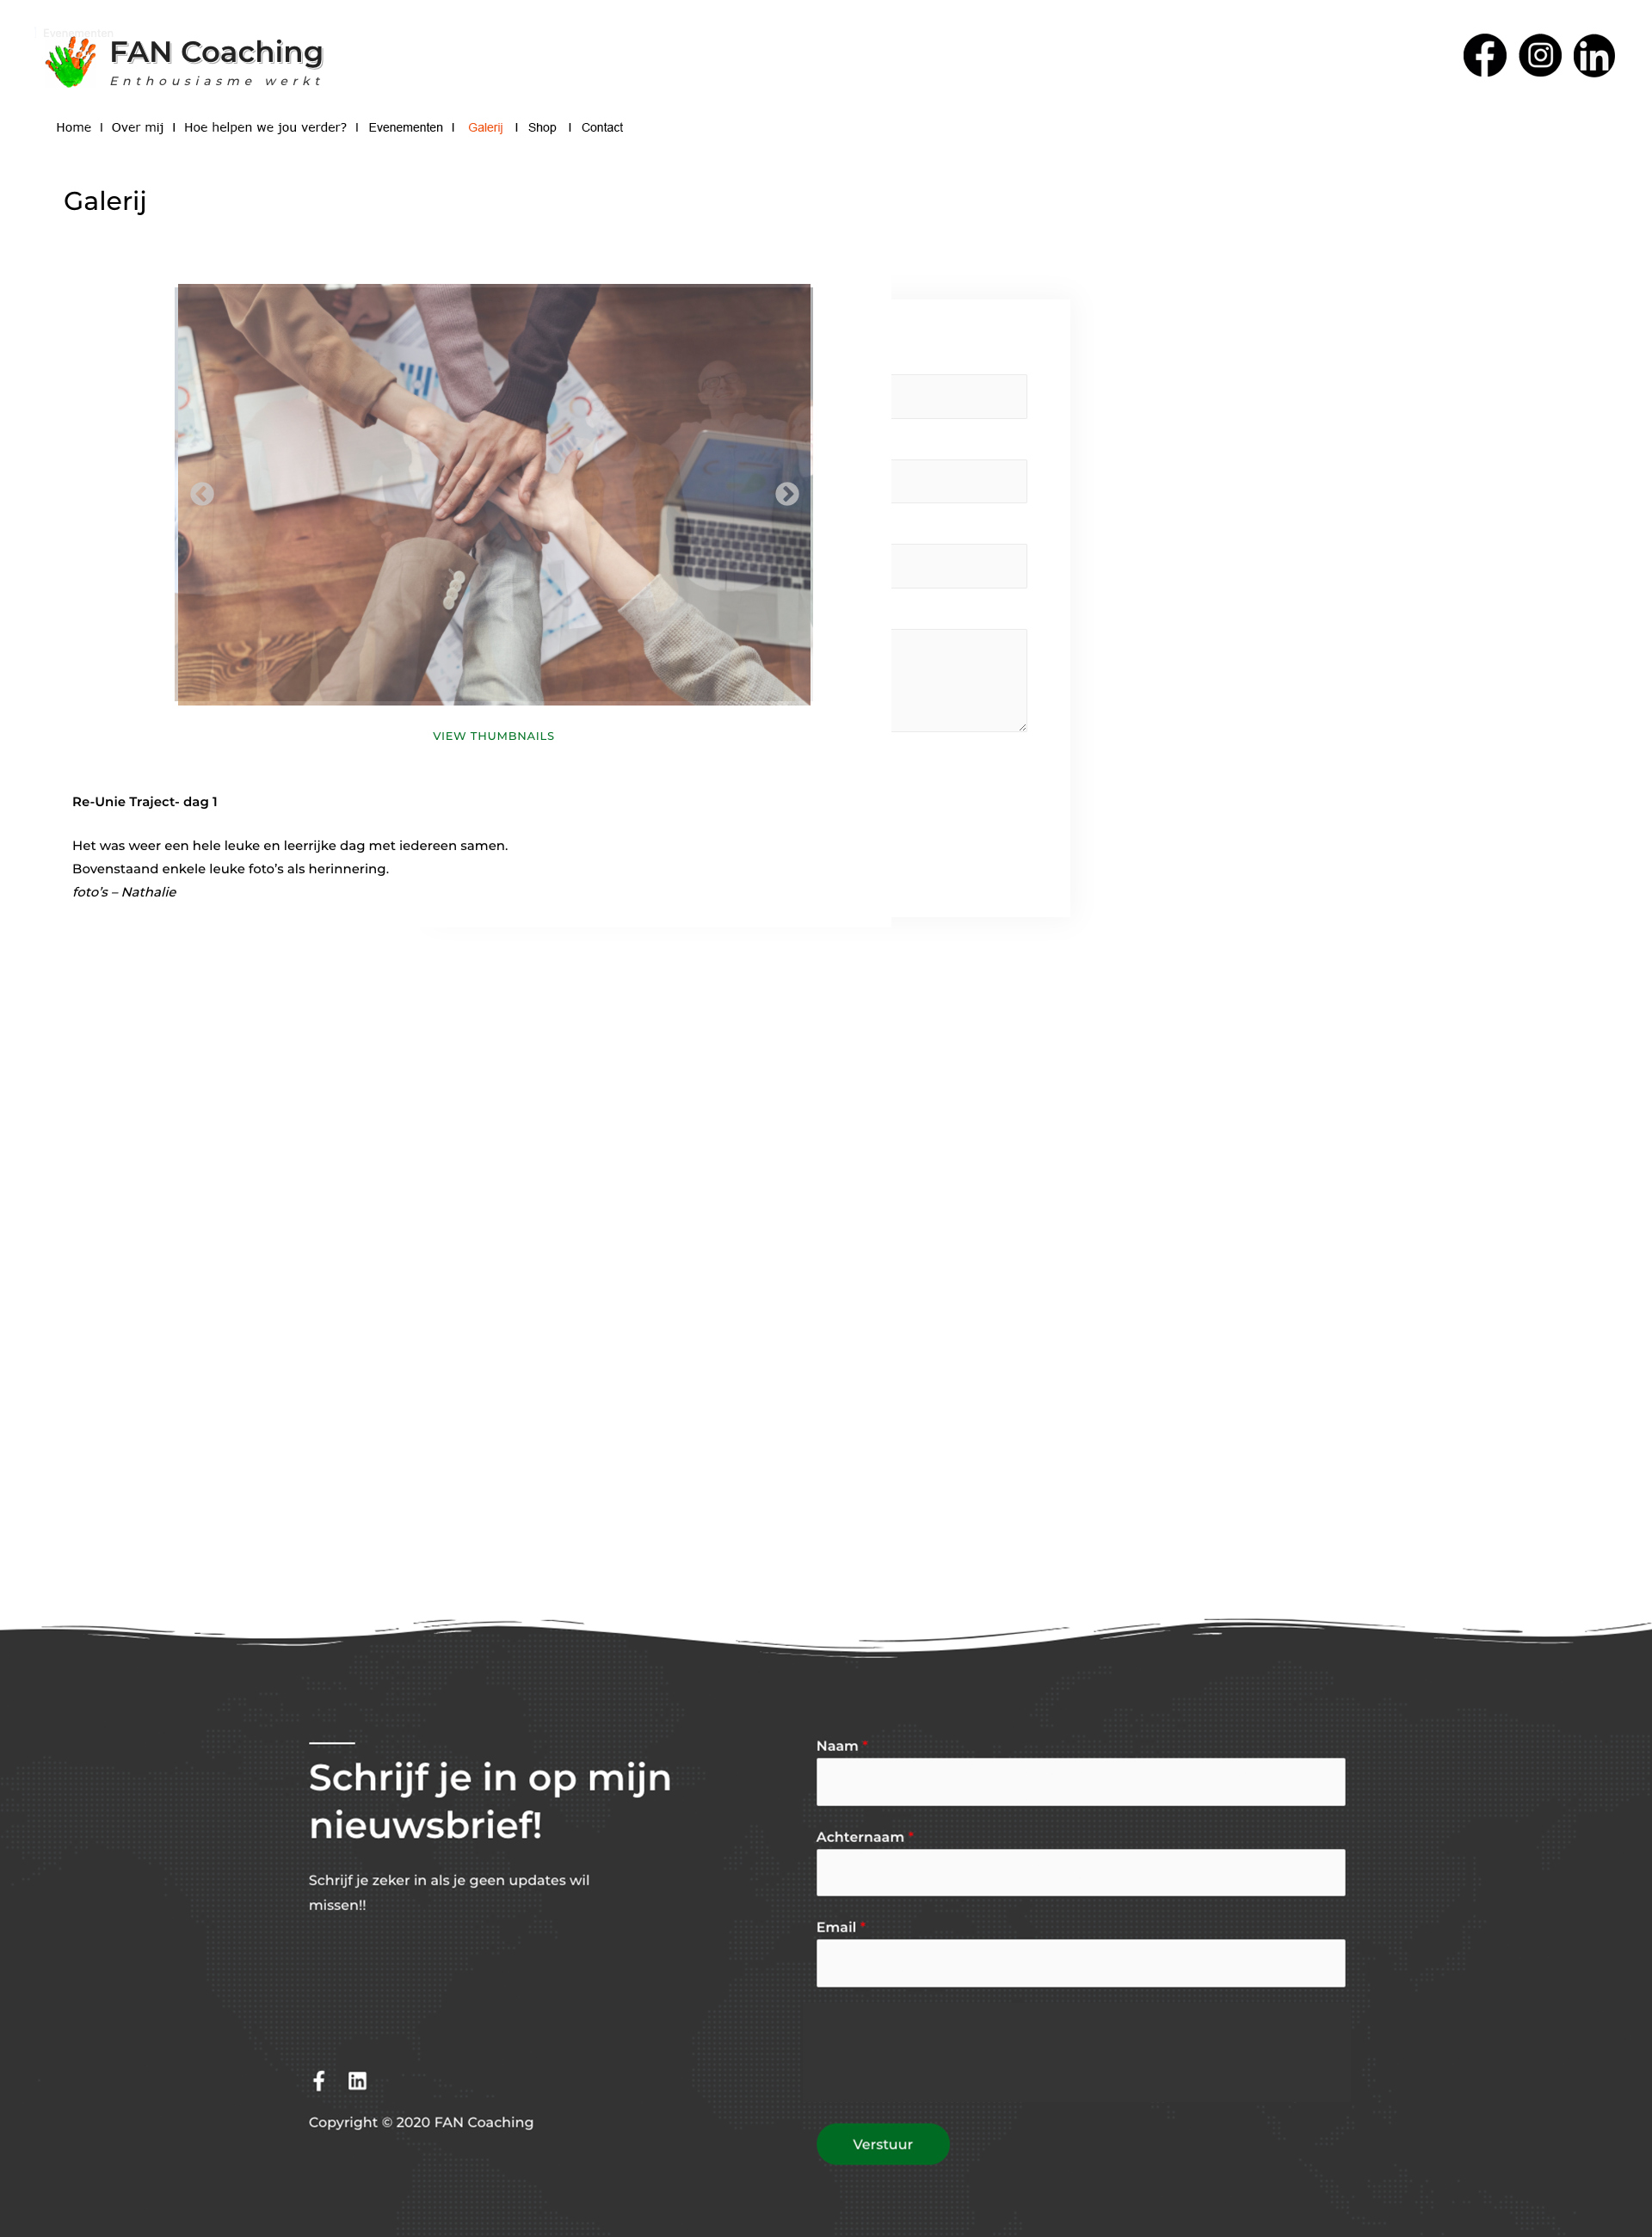 Evenementen
FAN Coaching
Enthousiasme werkt
Home I Over mij I Hoe helpen we jou verder? I Evenementen I Galerij I Shop I Contact
Galerij
VIEW THUMBNAILS
Re-Unie Traject- dag 1
Het was weer een hele leuke en leerrijke dag met iedereen samen.
Bovenstaand enkele leuke foto’s als herinnering.
foto’s – Nathalie
Schrijf je in op mijn
nieuwsbrief!
Schrijf je zeker in als je geen updates wil
missen!!
Copyright © 2020 FAN Coaching
Naam *
Achternaam *
Email *
Verstuur